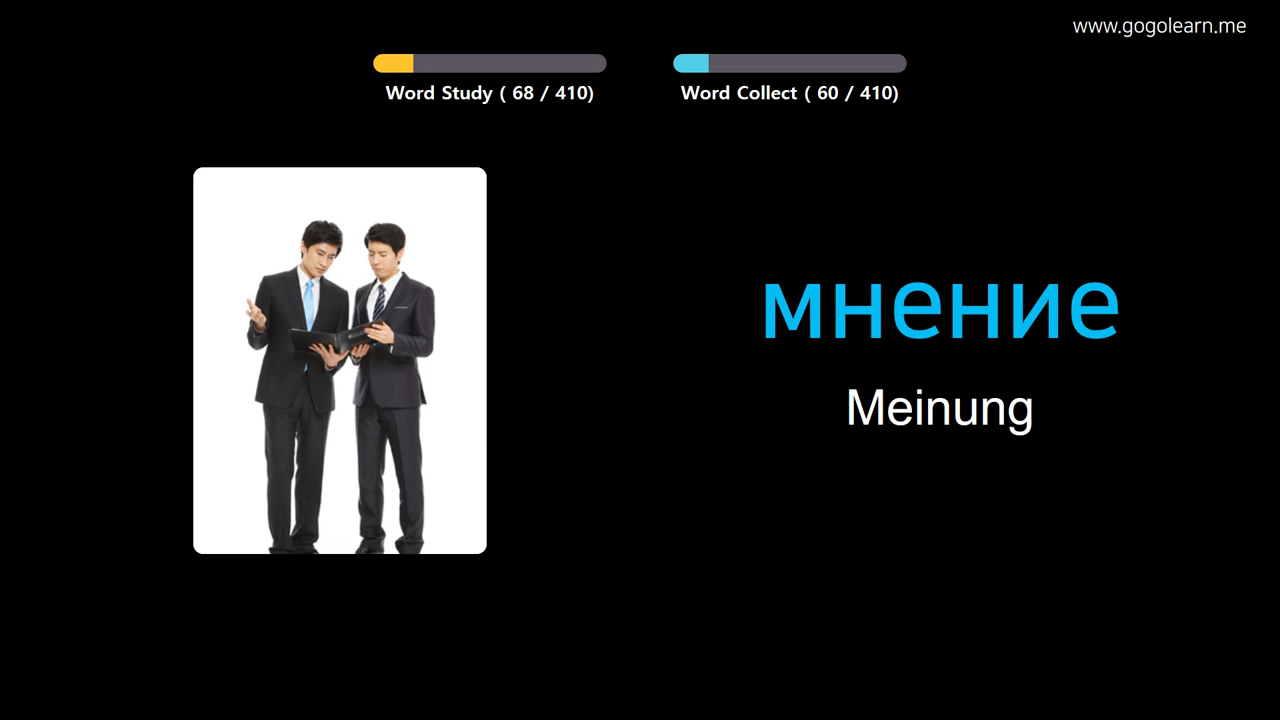 www.gogolearn.me
Word Study ( 68 / 410)
Word Collect ( 60 / 410)
мнение
Meinung